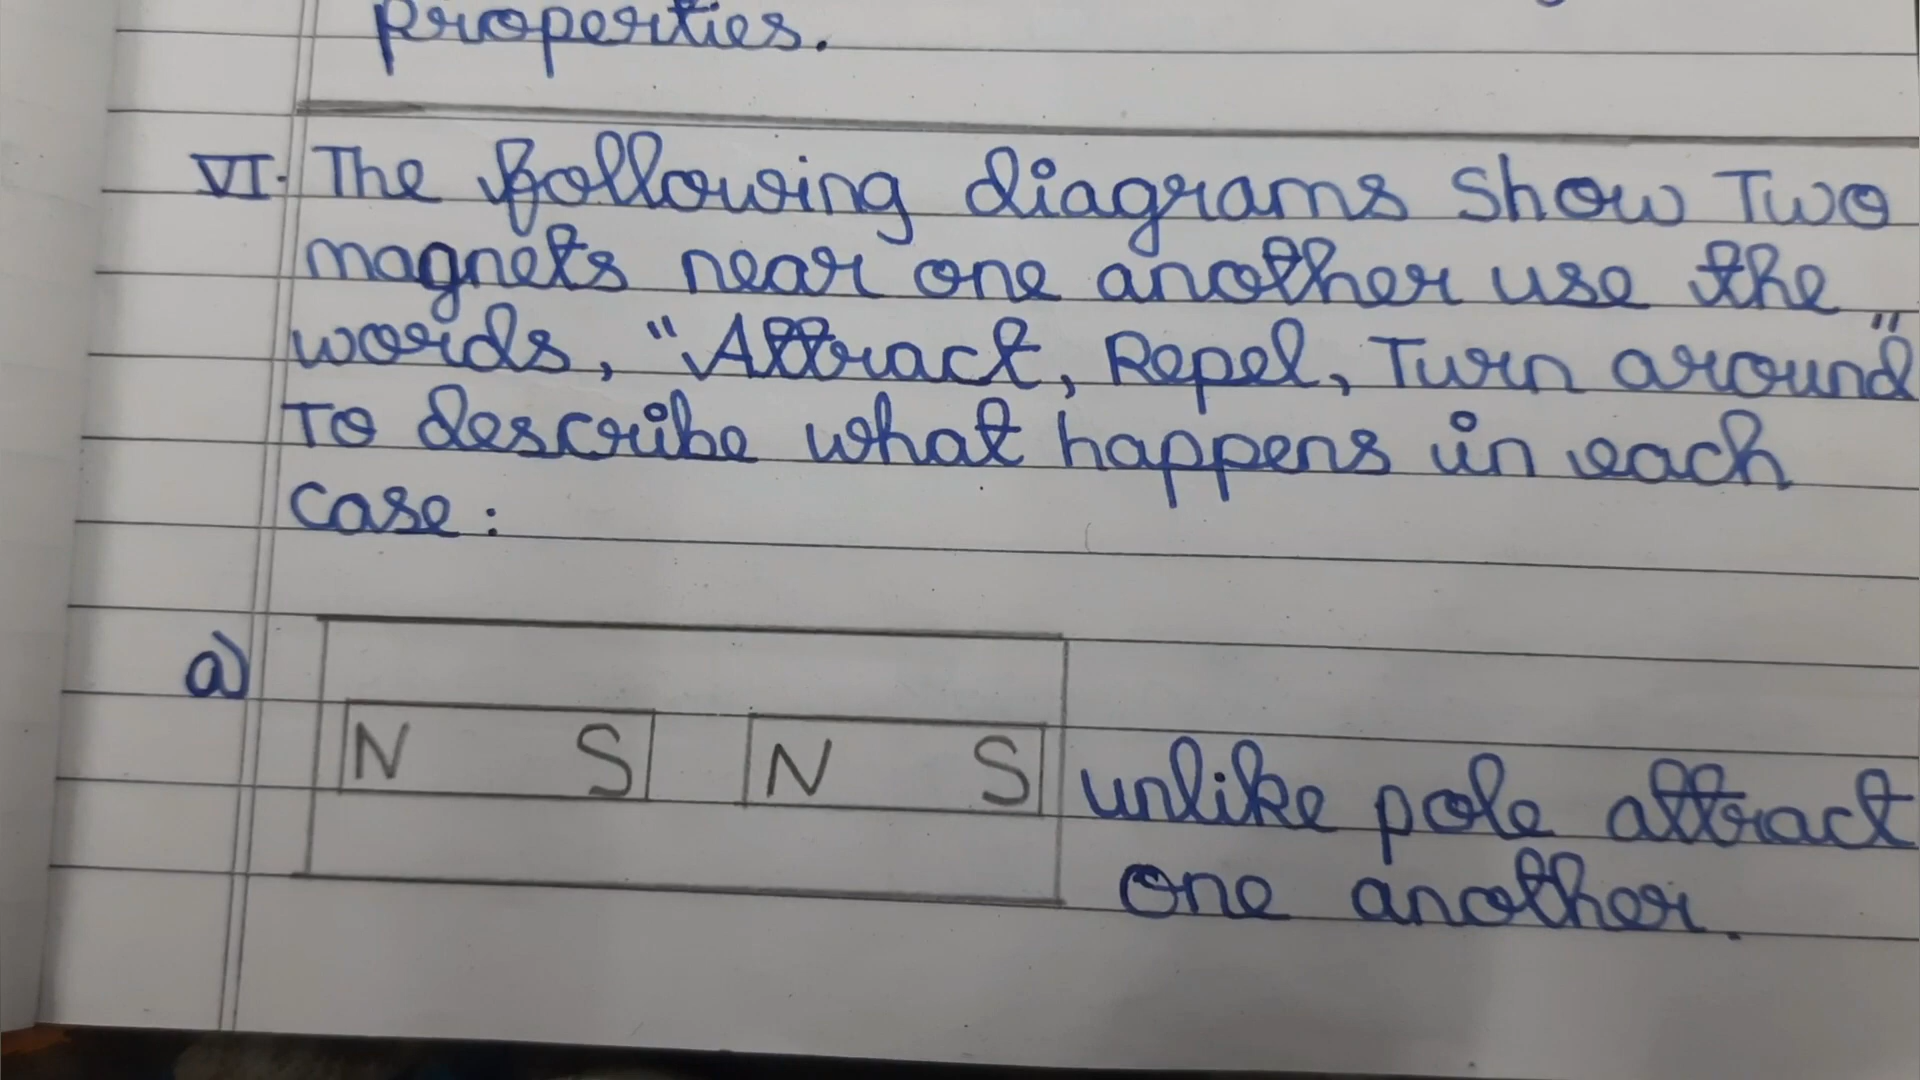 properties.
VI. The following diagrams show Two
magnets near one another use the
words, "Attract, Repel, Turn around"
To describe what happens in each
case:
a)
N S N S unlike pole attract
one another.